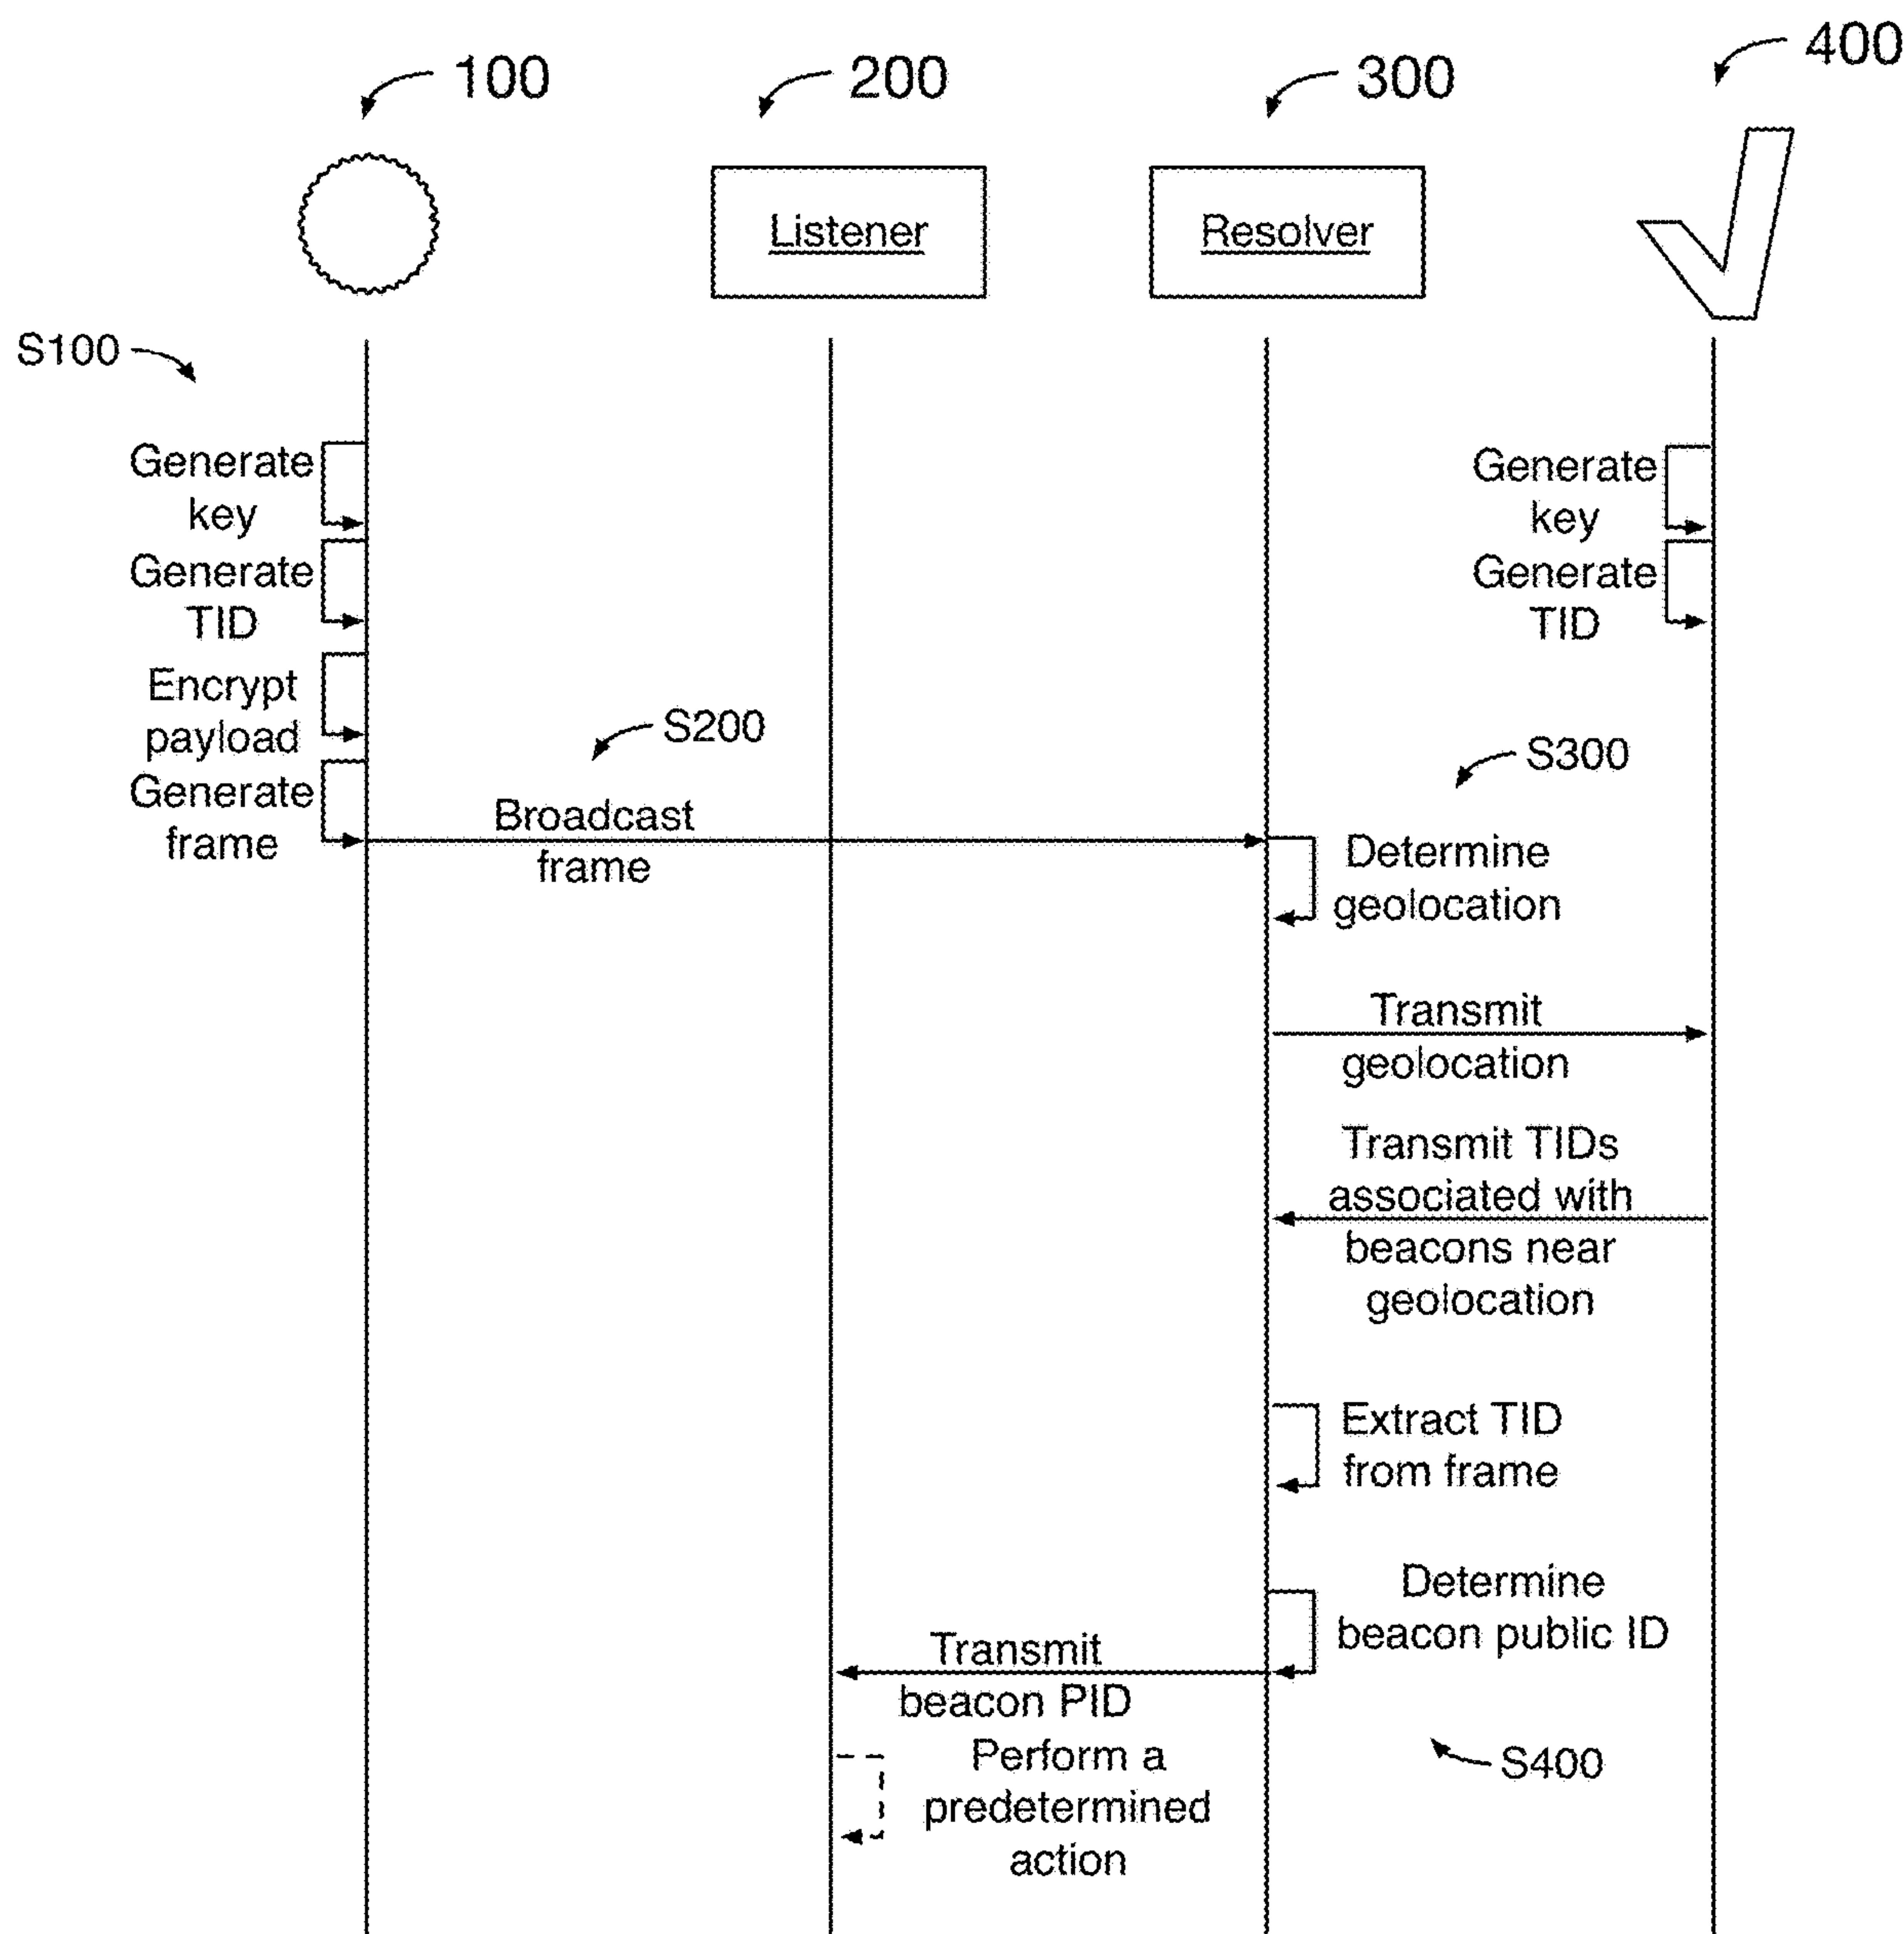 100
200
300
400
Listener
Resolver
S100
Generate
key
Generate
key
Generate
TID
Generate
TID
Encrypt
payload
S200
S300
Generate
frame
Broadcast
frame
Determine
geolocation
Transmit
geolocation
Transmit TIDs
associated with
beacons near
geolocation
Extract TID
from frame
Determine
beacon public ID
Transmit
beacon PID
S400
Perform a
predetermined
action